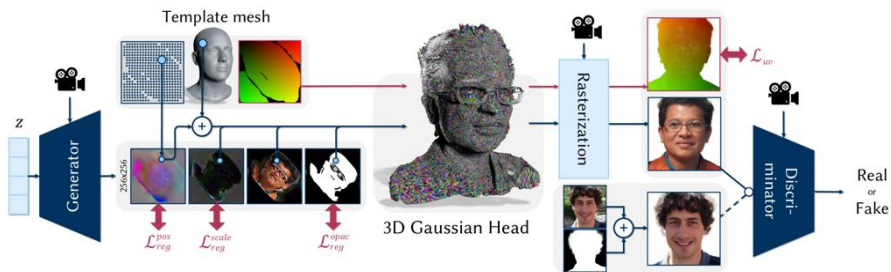 Template mesh
z
Generator
256x256
+
ℒ_reg^pos
ℒ_reg^scale
ℒ_reg^opac
3D Gaussian Head
Rasterization
ℒ_uv
+
Discri-
minator
Real
or
Fake